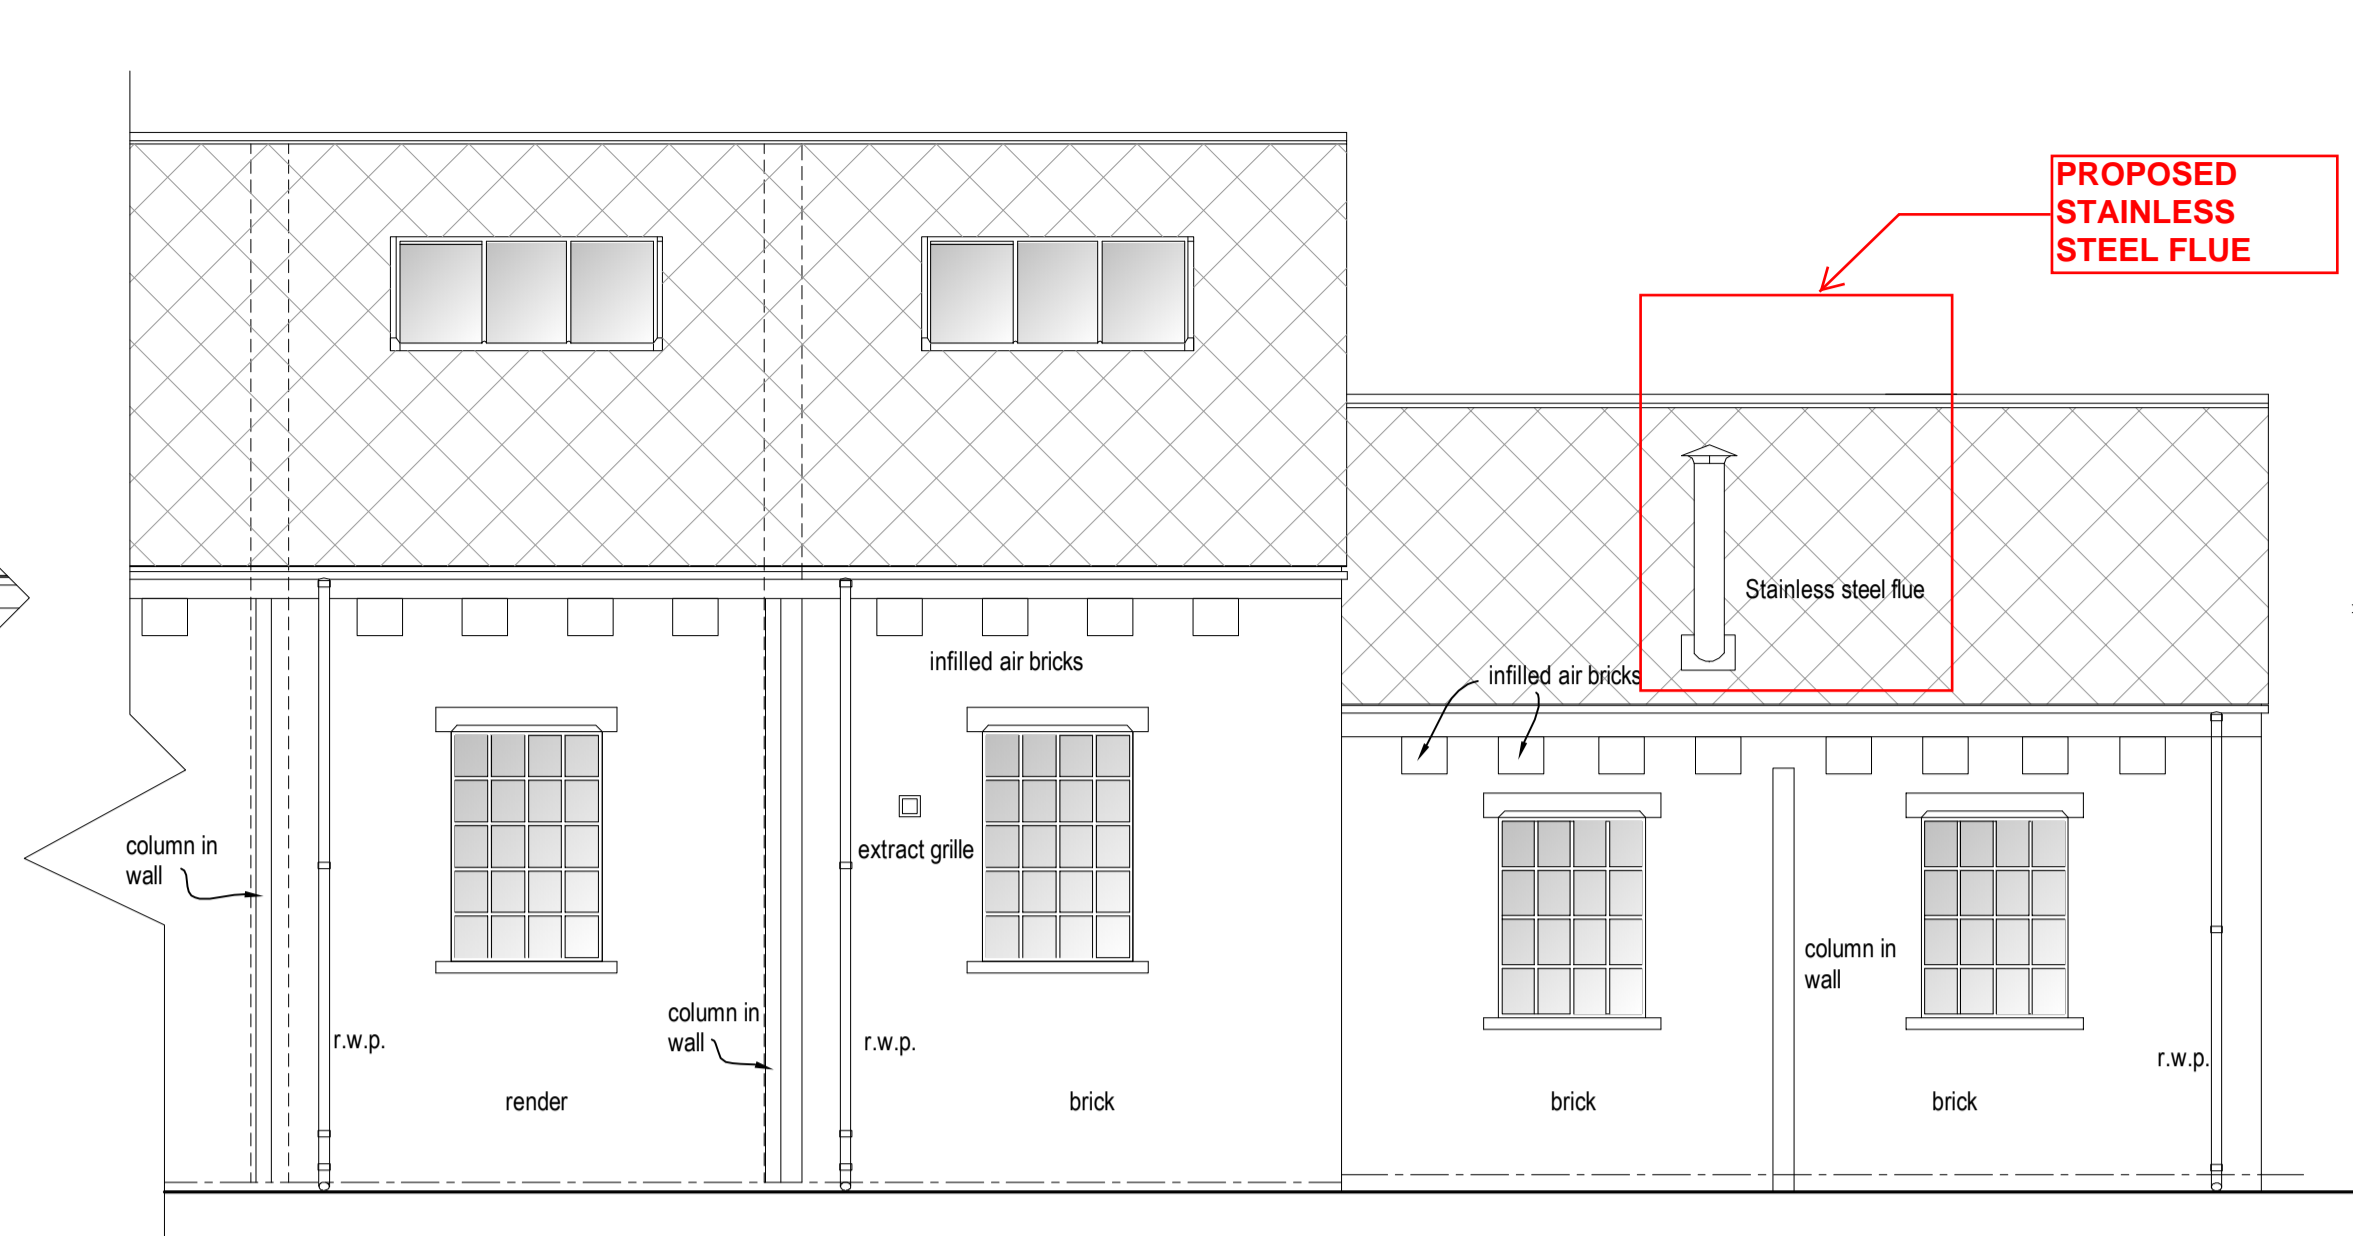 PROPOSED
STAINLESS
STEEL FLUE
Stainless steel flue
infilled air bricks
infilled air bricks
extract grille
column in
wall
column in
wall
column in
wall
r.w.p.
r.w.p.
r.w.p.
render
brick
brick
brick